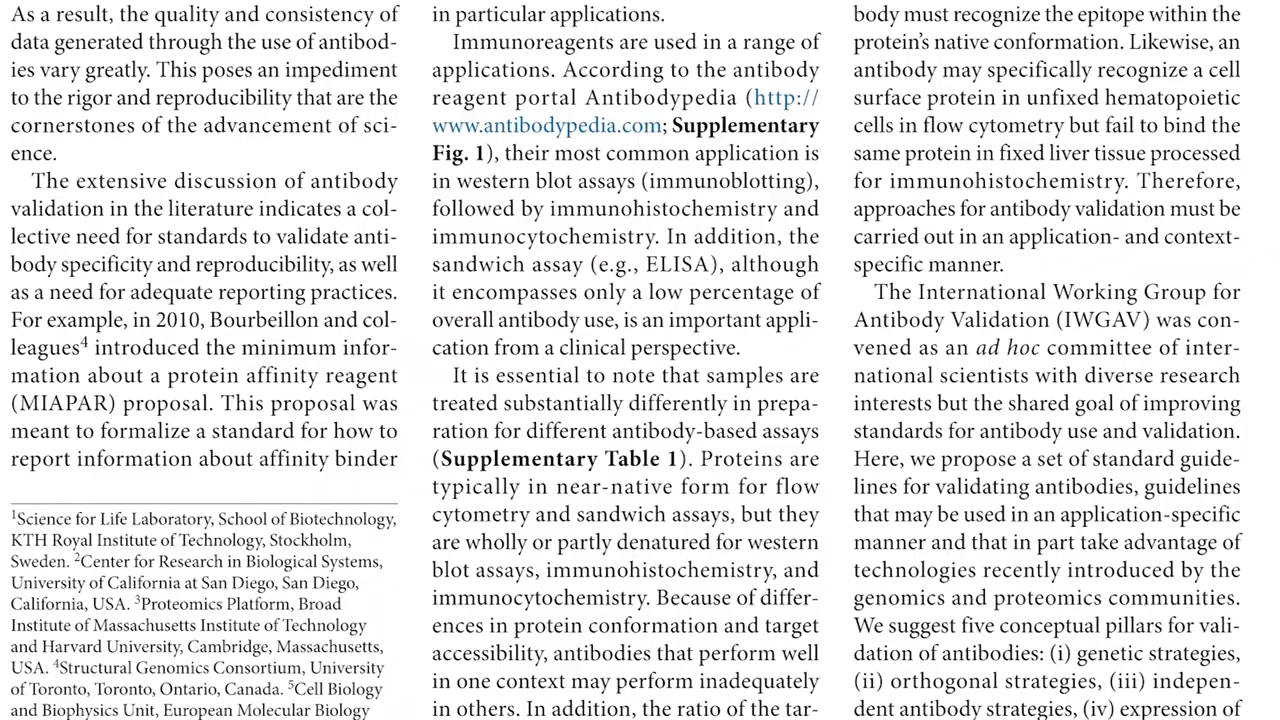 As a result, the quality and consistency of
data generated through the use of antibod-
ies vary greatly. This poses an impediment
to the rigor and reproducibility that are the
cornerstones of the advancement of sci-
ence.
The extensive discussion of antibody
validation in the literature indicates a col-
lective need for standards to validate anti-
body specificity and reproducibility, as well
as a need for adequate reporting practices.
For example, in 2010, Bourbeillon and col-
leagues4 introduced the minimum infor-
mation about a protein affinity reagent
(MIAPAR) proposal. This proposal was
meant to formalize a standard for how to
report information about affinity binder
1Science for Life Laboratory, School of Biotechnology,
KTH Royal Institute of Technology, Stockholm,
Sweden. 2Center for Research in Biological Systems,
University of California at San Diego, San Diego,
California, USA. 3Proteomics Platform, Broad
Institute of Massachusetts Institute of Technology
and Harvard University, Cambridge, Massachusetts,
USA. 4Structural Genomics Consortium, University
of Toronto, Toronto, Ontario, Canada. 5Cell Biology
and Biophysics Unit, European Molecular Biology
in particular applications.
Immunoreagents are used in a range of
applications. According to the antibody
reagent portal Antibodypedia (http://
www.antibodypedia.com; Supplementary
Fig. 1), their most common application is
in western blot assays (immunoblotting),
followed by immunohistochemistry and
immunocytochemistry. In addition, the
sandwich assay (e.g., ELISA), although
it encompasses only a low percentage of
overall antibody use, is an important appli-
cation from a clinical perspective.
It is essential to note that samples are
treated substantially differently in prepa-
ration for different antibody-based assays
(Supplementary Table 1). Proteins are
typically in near-native form for flow
cytometry and sandwich assays, but they
are wholly or partly denatured for western
blot assays, immunohistochemistry, and
immunocytochemistry. Because of differ-
ences in protein conformation and target
accessibility, antibodies that perform well
in one context may perform inadequately
in others. In addition, the ratio of the tar-
body must recognize the epitope within the
protein's native conformation. Likewise, an
antibody may specifically recognize a cell
surface protein in unfixed hematopoietic
cells in flow cytometry but fail to bind the
same protein in fixed liver tissue processed
for immunohistochemistry. Therefore,
approaches for antibody validation must be
carried out in an application- and context-
specific manner.
The International Working Group for
Antibody Validation (IWGAV) was con-
vened as an ad hoc committee of inter-
national scientists with diverse research
interests but the shared goal of improving
standards for antibody use and validation.
Here, we propose a set of standard guide-
lines for validating antibodies, guidelines
that may be used in an application-specific
manner and that in part take advantage of
technologies recently introduced by the
genomics and proteomics communities.
We suggest five conceptual pillars for vali-
dation of antibodies: (i) genetic strategies,
(ii) orthogonal strategies, (iii) indepen-
dent antibody strategies, (iv) expression of